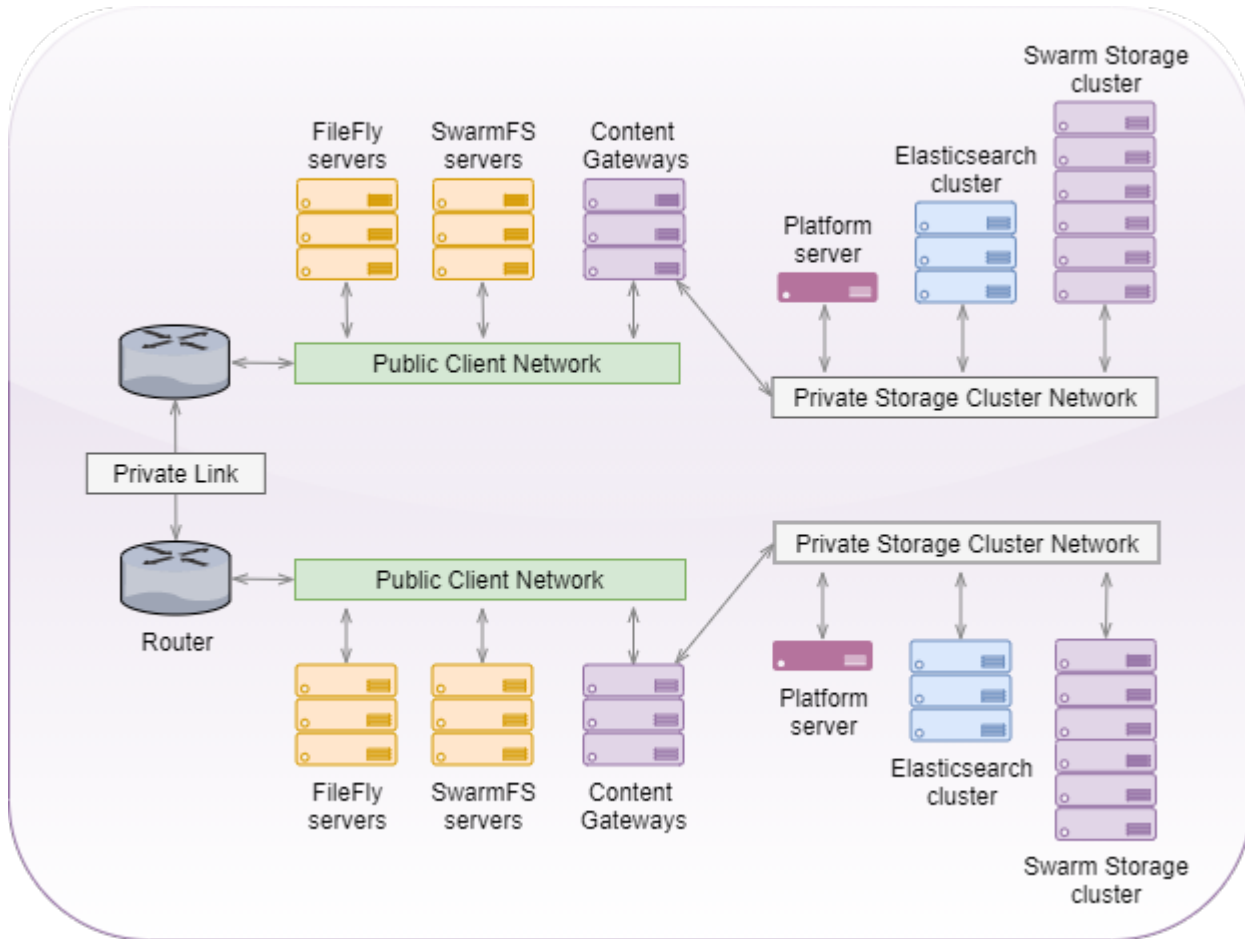 Swarm Storage
cluster
FileFly
servers
SwarmFS
servers
Content
Gateways
Elasticsearch
cluster
Platform
server
Public Client Network
Private Storage Cluster Network
Private Link
Private Storage Cluster Network
Public Client Network
Router
Platform
server
Elasticsearch
cluster
FileFly
servers
SwarmFS
servers
Content
Gateways
Swarm Storage
cluster